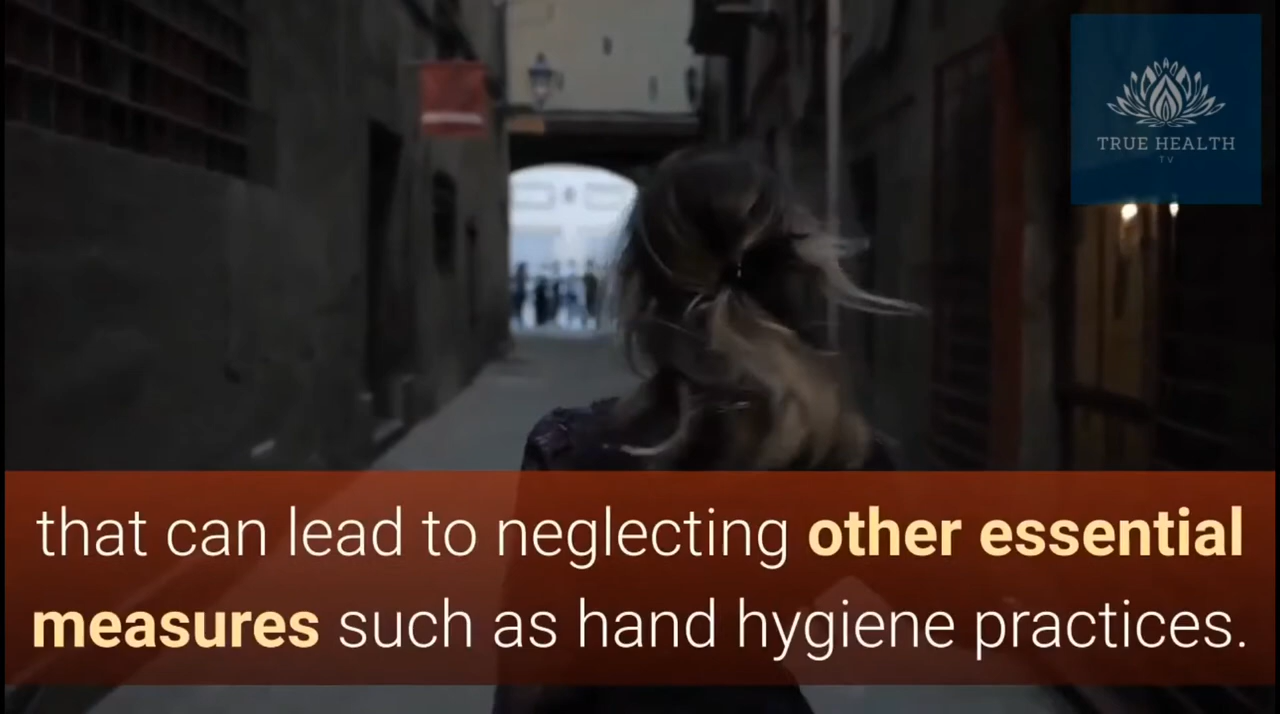 TRUE HEALTH
TV
that can lead to neglecting other essential
measures such as hand hygiene practices.